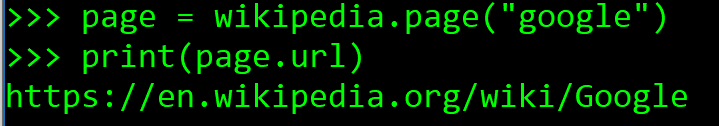 >>> page = wikipedia.page("google")
>>> print(page.url)
https://en.wikipedia.org/wiki/Google